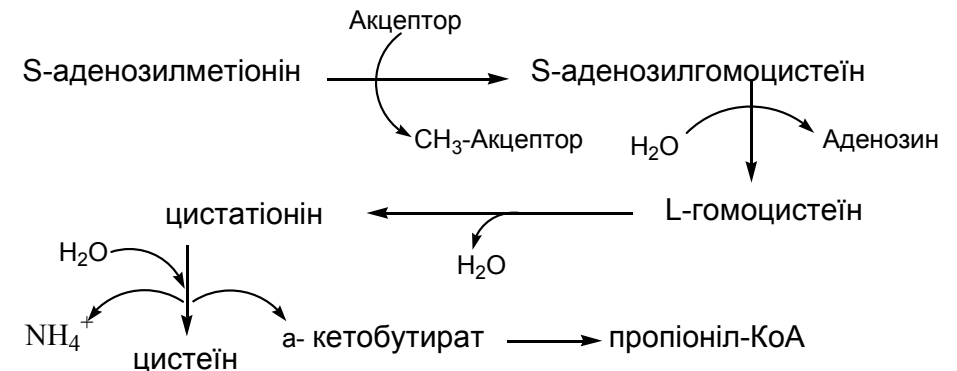 Акцептор
S-аденозилметіонін S-аденозилгомоцистеїн
CH₃-Акцептор H₂O Аденозин
цистатіонін L-гомоцистеїн
H₂O H₂O
NH₄⁺ цистеїн а- кетобутират пропіоніл-КоА